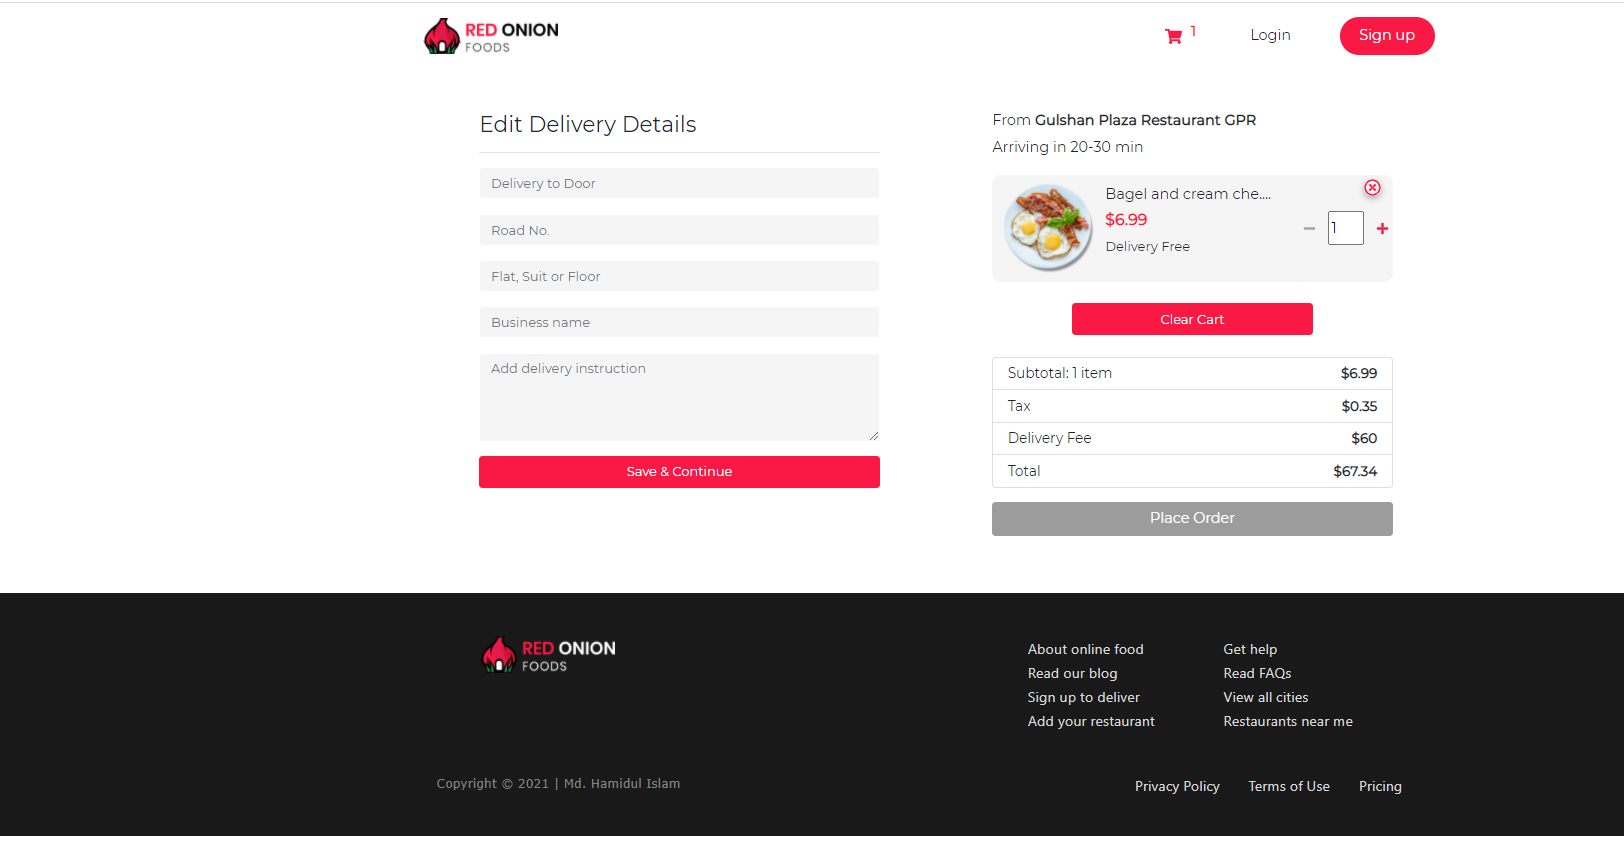 RED ONION
FOODS
1
Login
Sign up
Edit Delivery Details
Delivery to Door
Road No.
Flat, Suit or Floor
Business name
Add delivery instruction
Save & Continue
From Gulshan Plaza Restaurant GPR
Arriving in 20-30 min
Bagel and cream che....
$6.99
Delivery Free
1
Clear Cart
Subtotal: 1 item $6.99
Tax $0.35
Delivery Fee $60
Total $67.34
Place Order
RED ONION
FOODS
About online food
Read our blog
Sign up to deliver
Add your restaurant
Get help
Read FAQs
View all cities
Restaurants near me
Copyright © 2021 | Md. Hamidul Islam
Privacy Policy
Terms of Use
Pricing